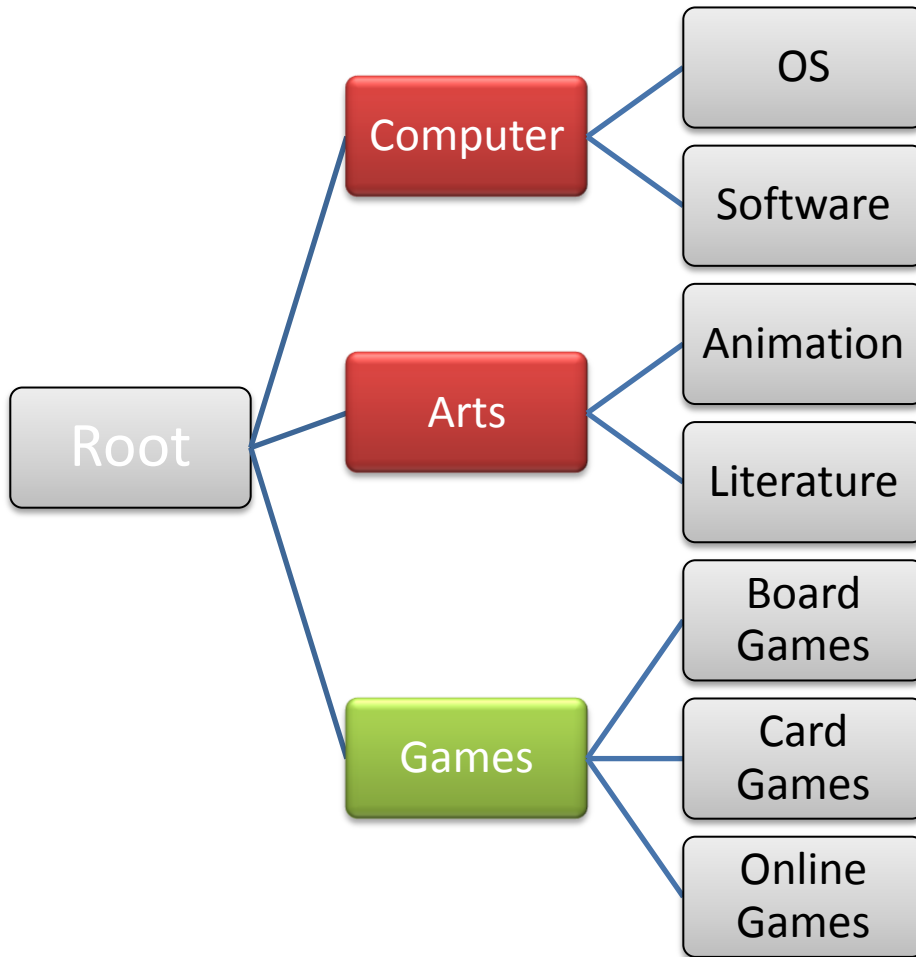 OS
Computer
Software
Animation
Arts
Root
Literature
Board
Games
Games
Card
Games
Online
Games